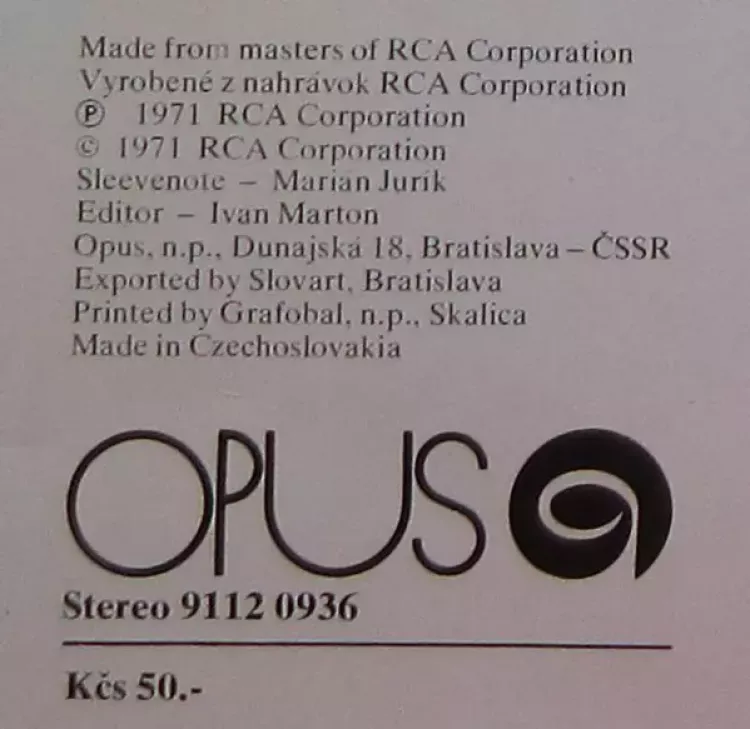 Made from masters of RCA Corporation
Vyrobené z nahrávok RCA Corporation
℗ 1971 RCA Corporation
© 1971 RCA Corporation
Sleevenote – Marian Jurík
Editor – Ivan Marton
Opus, n.p., Dunajská 18, Bratislava – ČSSR
Exported by Slovart, Bratislava
Printed by Grafobal, n.p., Skalica
Made in Czechoslovakia
OPUS
Stereo 9112 0936
Kčs 50.-